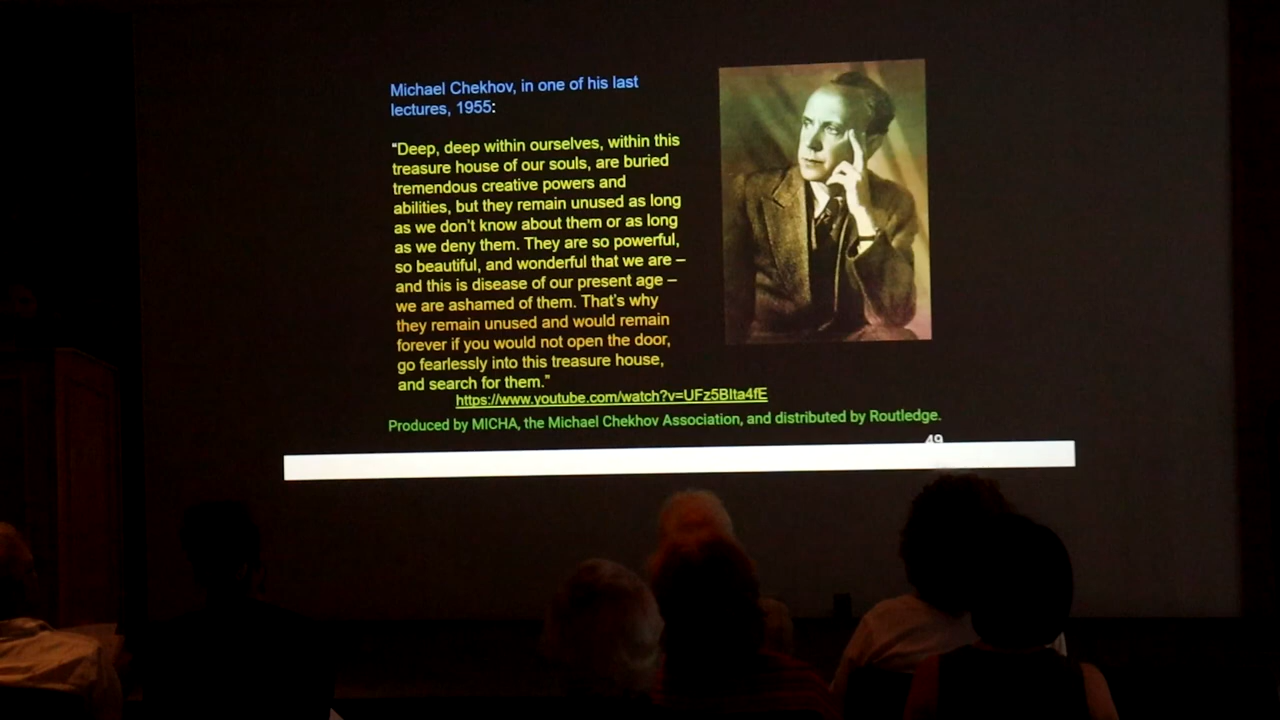 Michael Chekhov, in one of his last
lectures, 1955:
“Deep, deep within ourselves, within this
treasure house of our souls, are buried
tremendous creative powers and
abilities, but they remain unused as long
as we don’t know about them or as long
as we deny them. They are so powerful,
so beautiful, and wonderful that we are –
and this is disease of our present age –
we are ashamed of them. That’s why
they remain unused and would remain
forever if you would not open the door,
go fearlessly into this treasure house,
and search for them.”
https://www.youtube.com/watch?v=UFz5BIta4fE
Produced by MICHA, the Michael Chekhov Association, and distributed by Routledge.
49